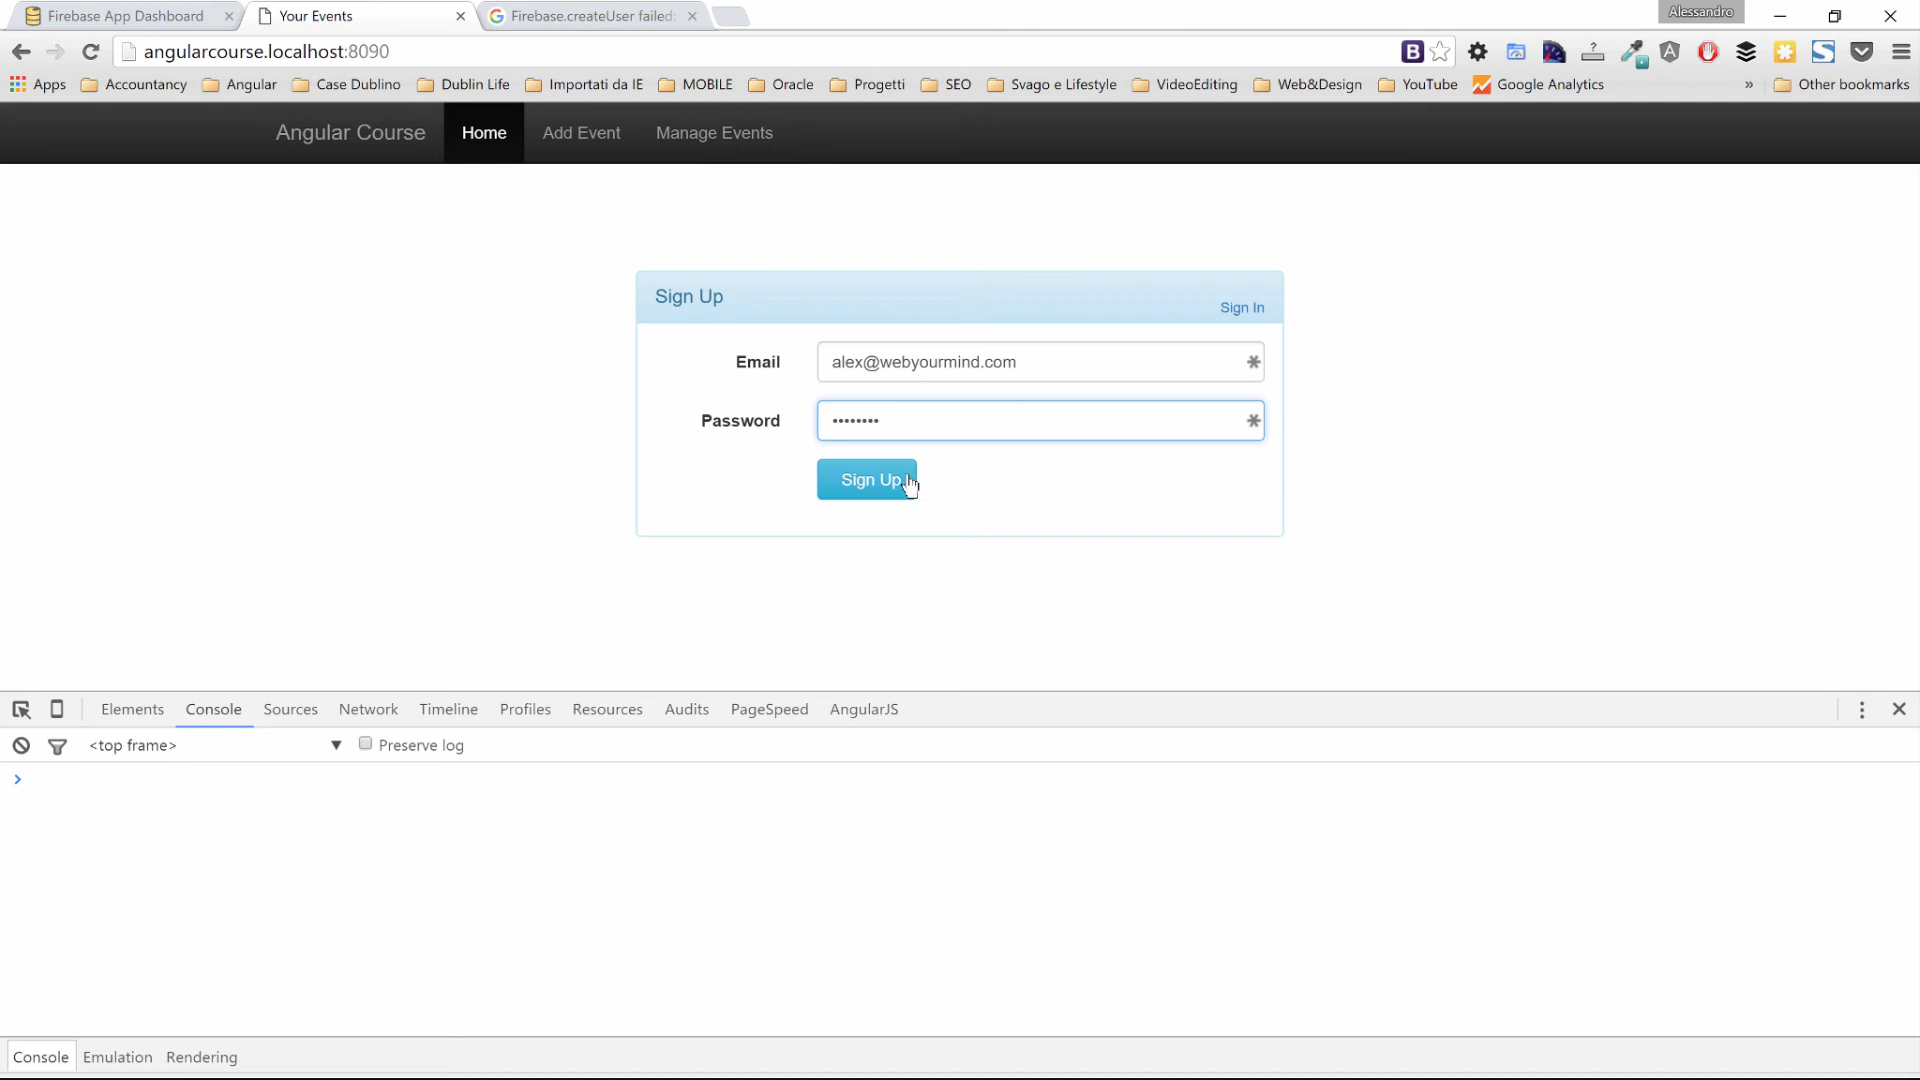 Firebase App Dashboard
Your Events
Firebase.createUser failed:
Alessandro
angularcourse.localhost:8090
Apps Accountancy Angular Case Dublino Dublin Life Importati da IE MOBILE Oracle Progetti SEO Svago e Lifestyle VideoEditing Web&Design YouTube Google Analytics » Other bookmarks
Angular Course Home Add Event Manage Events
Sign Up
Sign In
Email alex@webyourmind.com
Password ••••••••
Sign Up
Elements Console Sources Network Timeline Profiles Resources Audits PageSpeed AngularJS
<top frame> Preserve log
Console Emulation Rendering